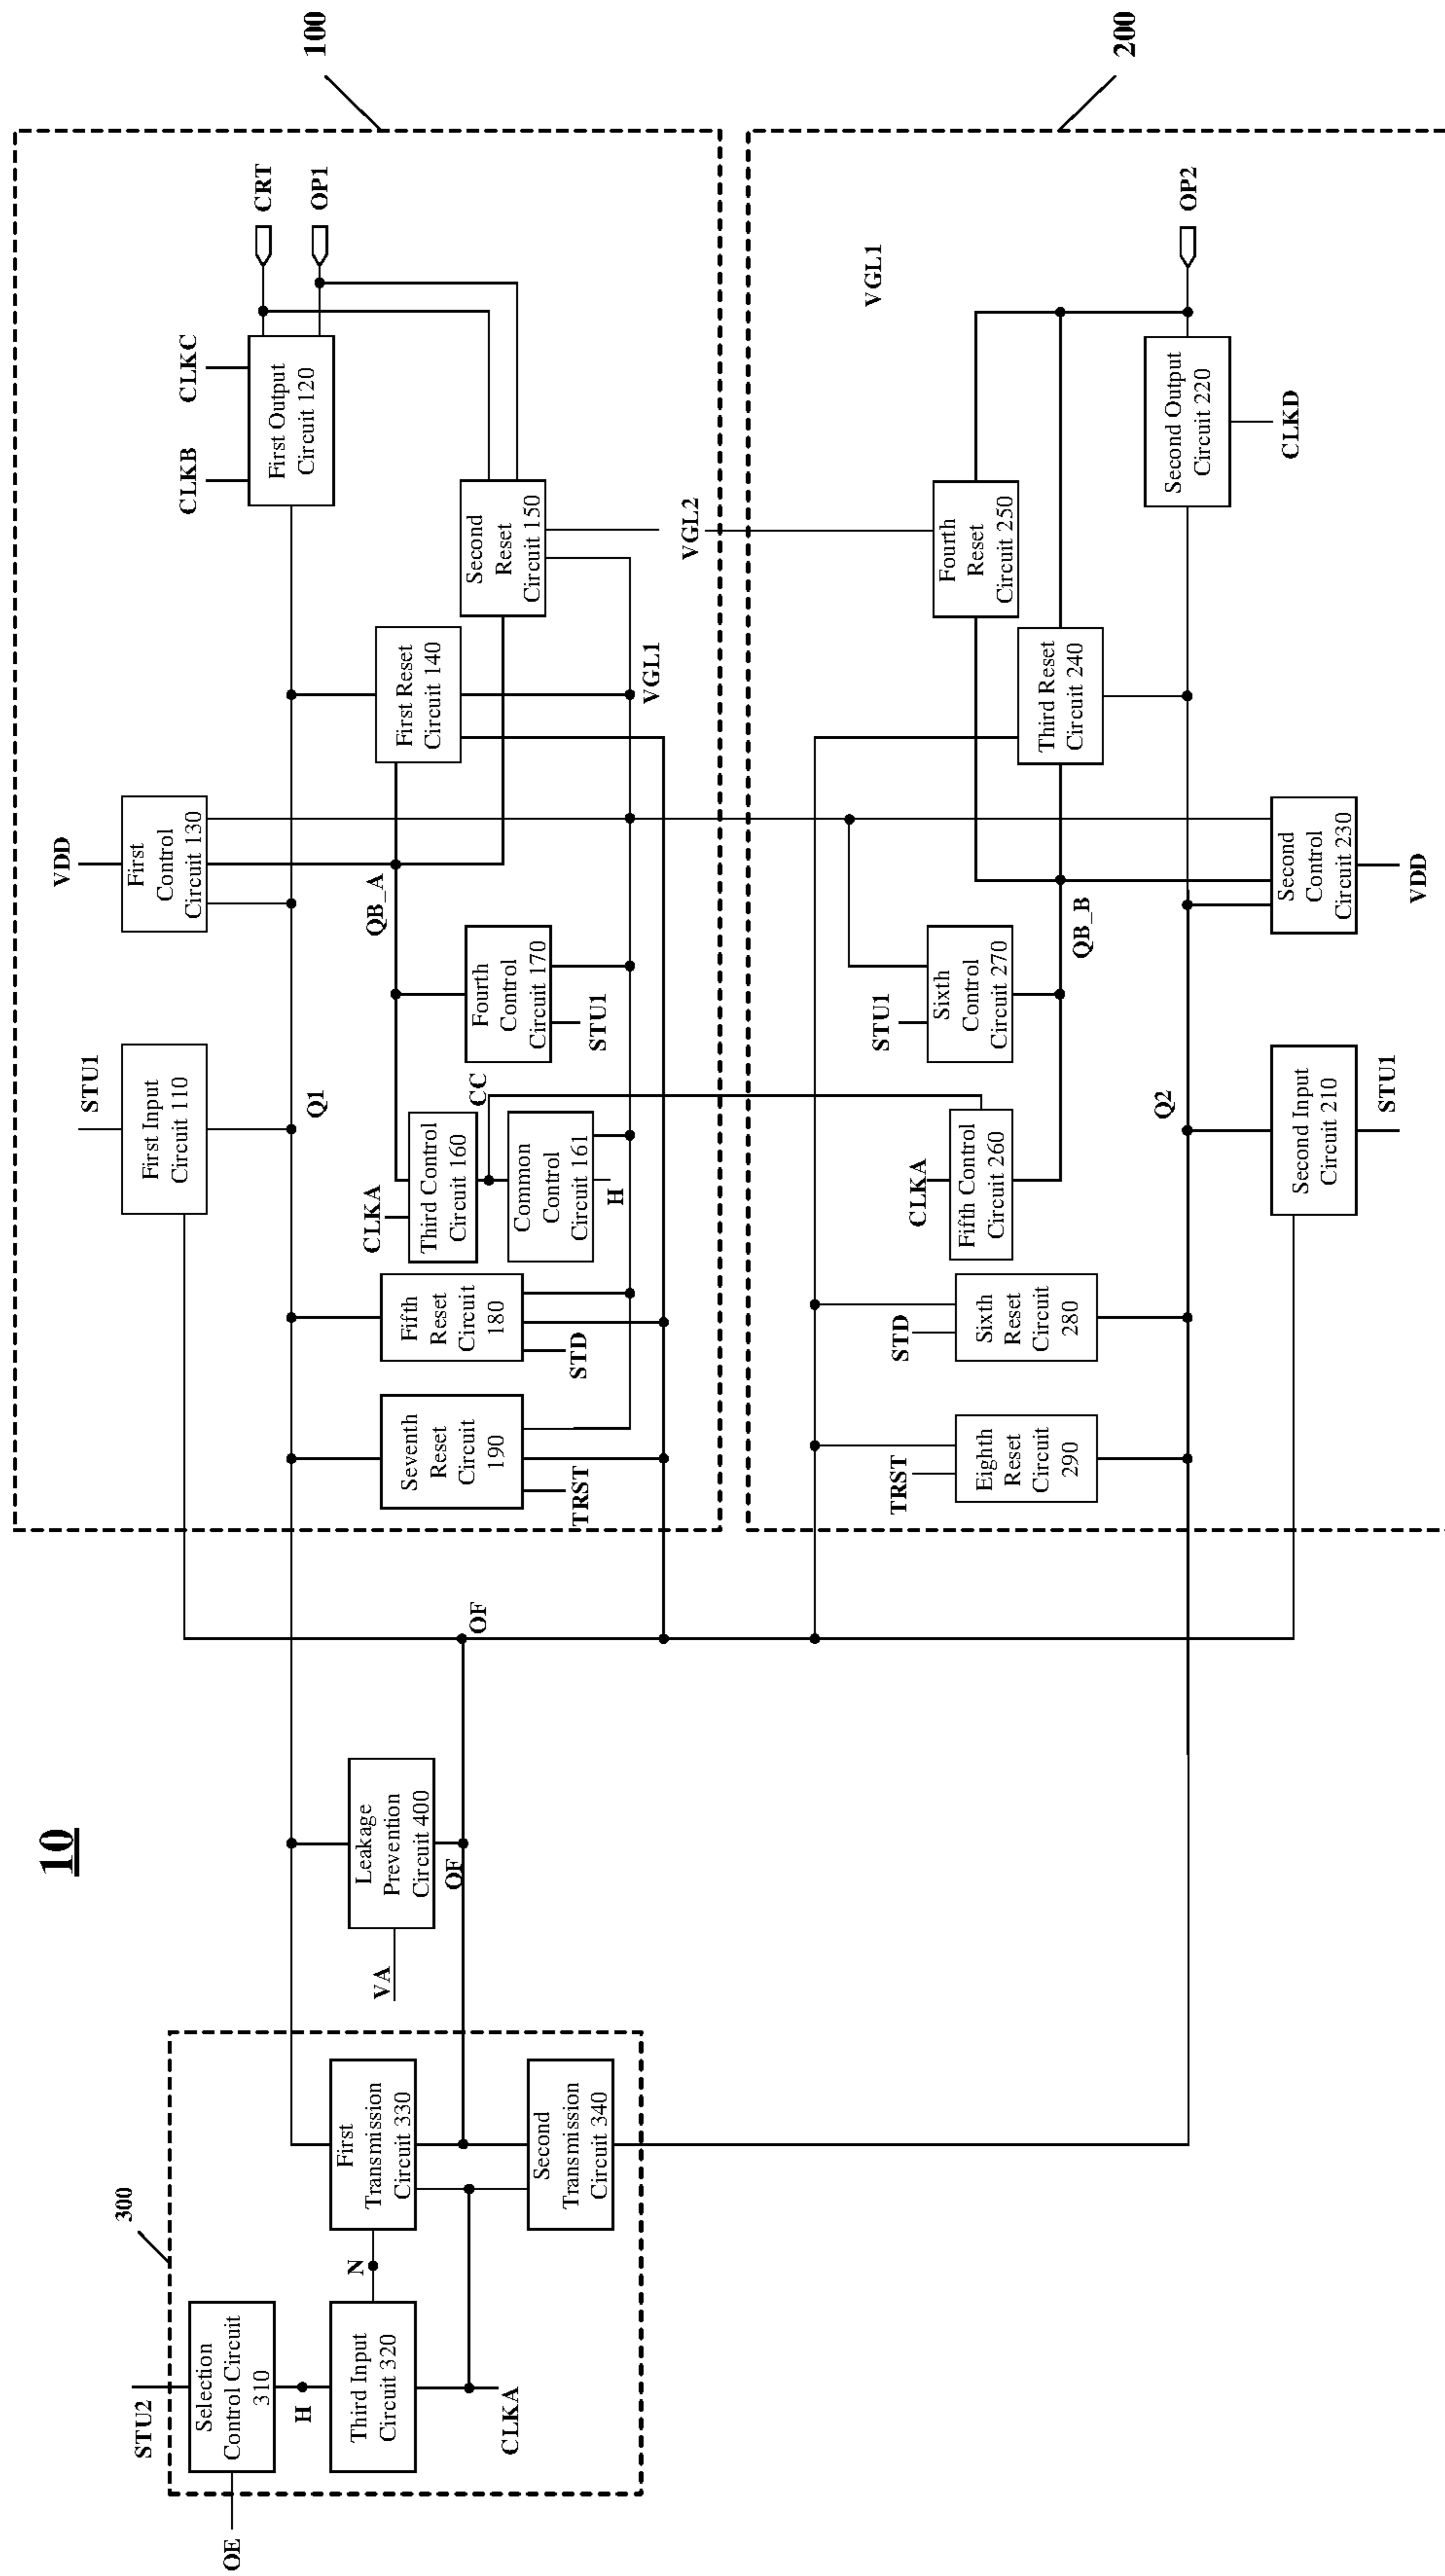 10
300
STU2
OE
Selection
Control Circuit
310
H
Third Input
Circuit 320
CLKA
N
First
Transmission
Circuit 330
Second
Transmission
Circuit 340
VA
Leakage
Prevention
Circuit 400
OF
OF
100
STU1
First Input
Circuit 110
Q1
VDD
First
Control
Circuit 130
CLKB
CLKC
First Output
Circuit 120
CRT
OP1
QB_A
Seventh
Reset
Circuit
190
TRST
Fifth
Reset
Circuit
180
STD
CLKA
Third Control
Circuit 160
CC
Common
Control
Circuit 161
H
Fourth
Control
Circuit 170
STU1
First Reset
Circuit 140
VGL1
Second
Reset
Circuit 150
VGL2
200
VGL1
TRST
Eighth
Reset
Circuit
290
STD
Sixth
Reset
Circuit
280
CLKA
Fifth Control
Circuit 260
STU1
Sixth
Control
Circuit 270
QB_B
Third Reset
Circuit 240
Fourth
Reset
Circuit 250
Q2
Second Input
Circuit 210
STU1
Second
Control
Circuit 230
VDD
Second Output
Circuit 220
CLKD
OP2